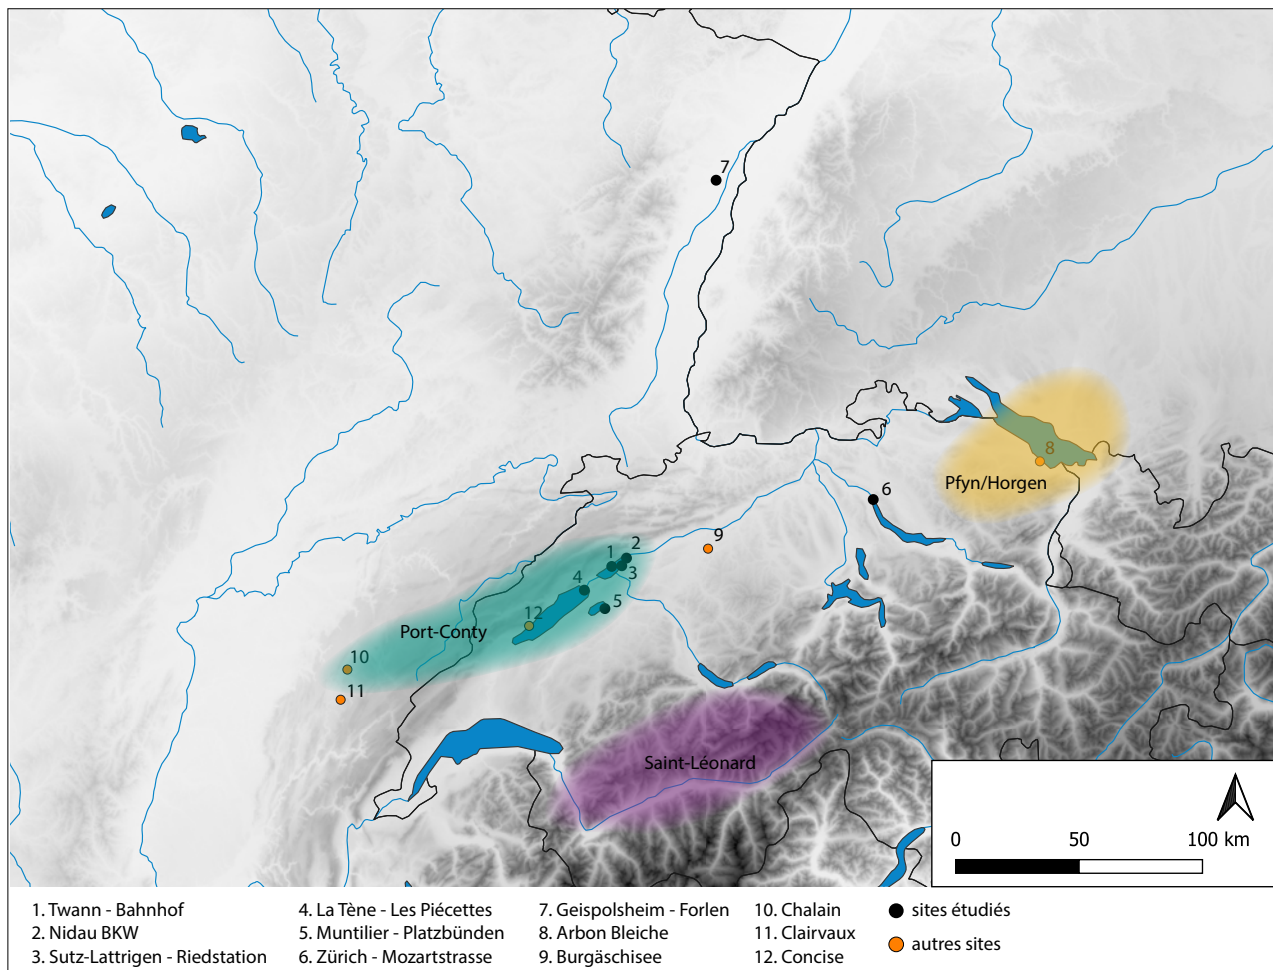 7
8
Pfyn/Horgen
6
9
2
1
3
4
5
12
Port-Conty
10
11
Saint-Léonard
0 50 100 km
1. Twann - Bahnhof
2. Nidau BKW
3. Sutz-Lattrigen - Riedstation
4. La Tène - Les Piécettes
5. Muntilier - Platzbünden
6. Zürich - Mozartstrasse
7. Geispolsheim - Forlen
8. Arbon Bleiche
9. Burgäschisee
10. Chalain
11. Clairvaux
12. Concise
sites étudiés
autres sites